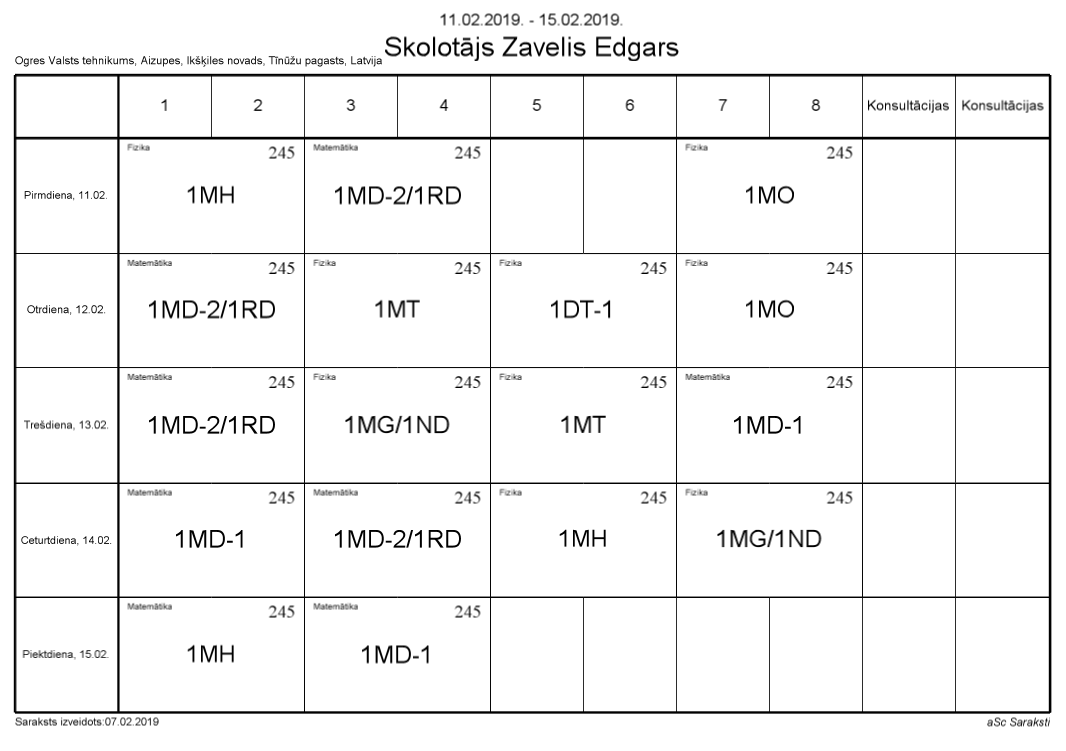 11.02.2019. - 15.02.2019.
Skolotājs Zavelis Edgars
Ogres Valsts tehnikums, Aizupes, Ikšķiles novads, Tīnūžu pagasts, Latvija
1 2 3 4 5 6 7 8 Konsultācijas Konsultācijas
Fizika 245 Matemātika 245 Fizika 245
Pirmdiena, 11.02. 1MH 1MD-2/1RD 1MO
Matemātika 245 Fizika 245 Fizika 245 Fizika 245
Otrdiena, 12.02. 1MD-2/1RD 1MT 1DT-1 1MO
Matemātika 245 Fizika 245 Fizika 245 Matemātika 245
Trešdiena, 13.02. 1MD-2/1RD 1MG/1ND 1MT 1MD-1
Matemātika 245 Matemātika 245 Fizika 245 Fizika 245
Ceturtdiena, 14.02. 1MD-1 1MD-2/1RD 1MH 1MG/1ND
Matemātika 245 Matemātika 245
Piektdiena, 15.02. 1MH 1MD-1
Saraksts izveidots:07.02.2019 aSc Saraksti